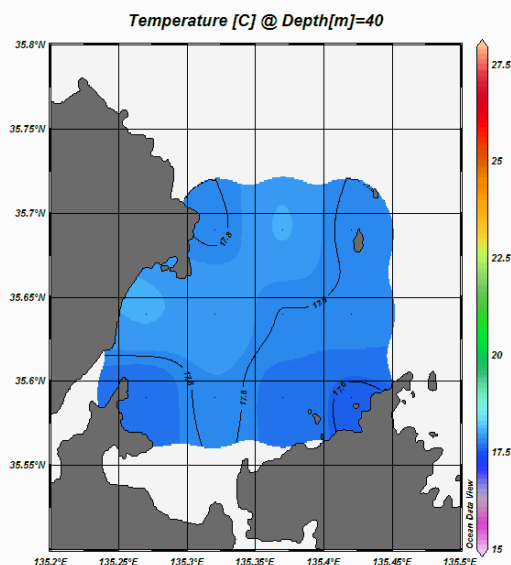 Temperature [C] @ Depth[m]=40
35.8°N
35.75°N
35.7°N
35.65°N
35.6°N
35.55°N
17.8
17.8
17.8
17.8
17.6
27.5
25
22.5
20
17.5
15
Ocean Data View
135.2°E
135.25°E
135.3°E
135.35°E
135.4°E
135.45°E
135.5°E